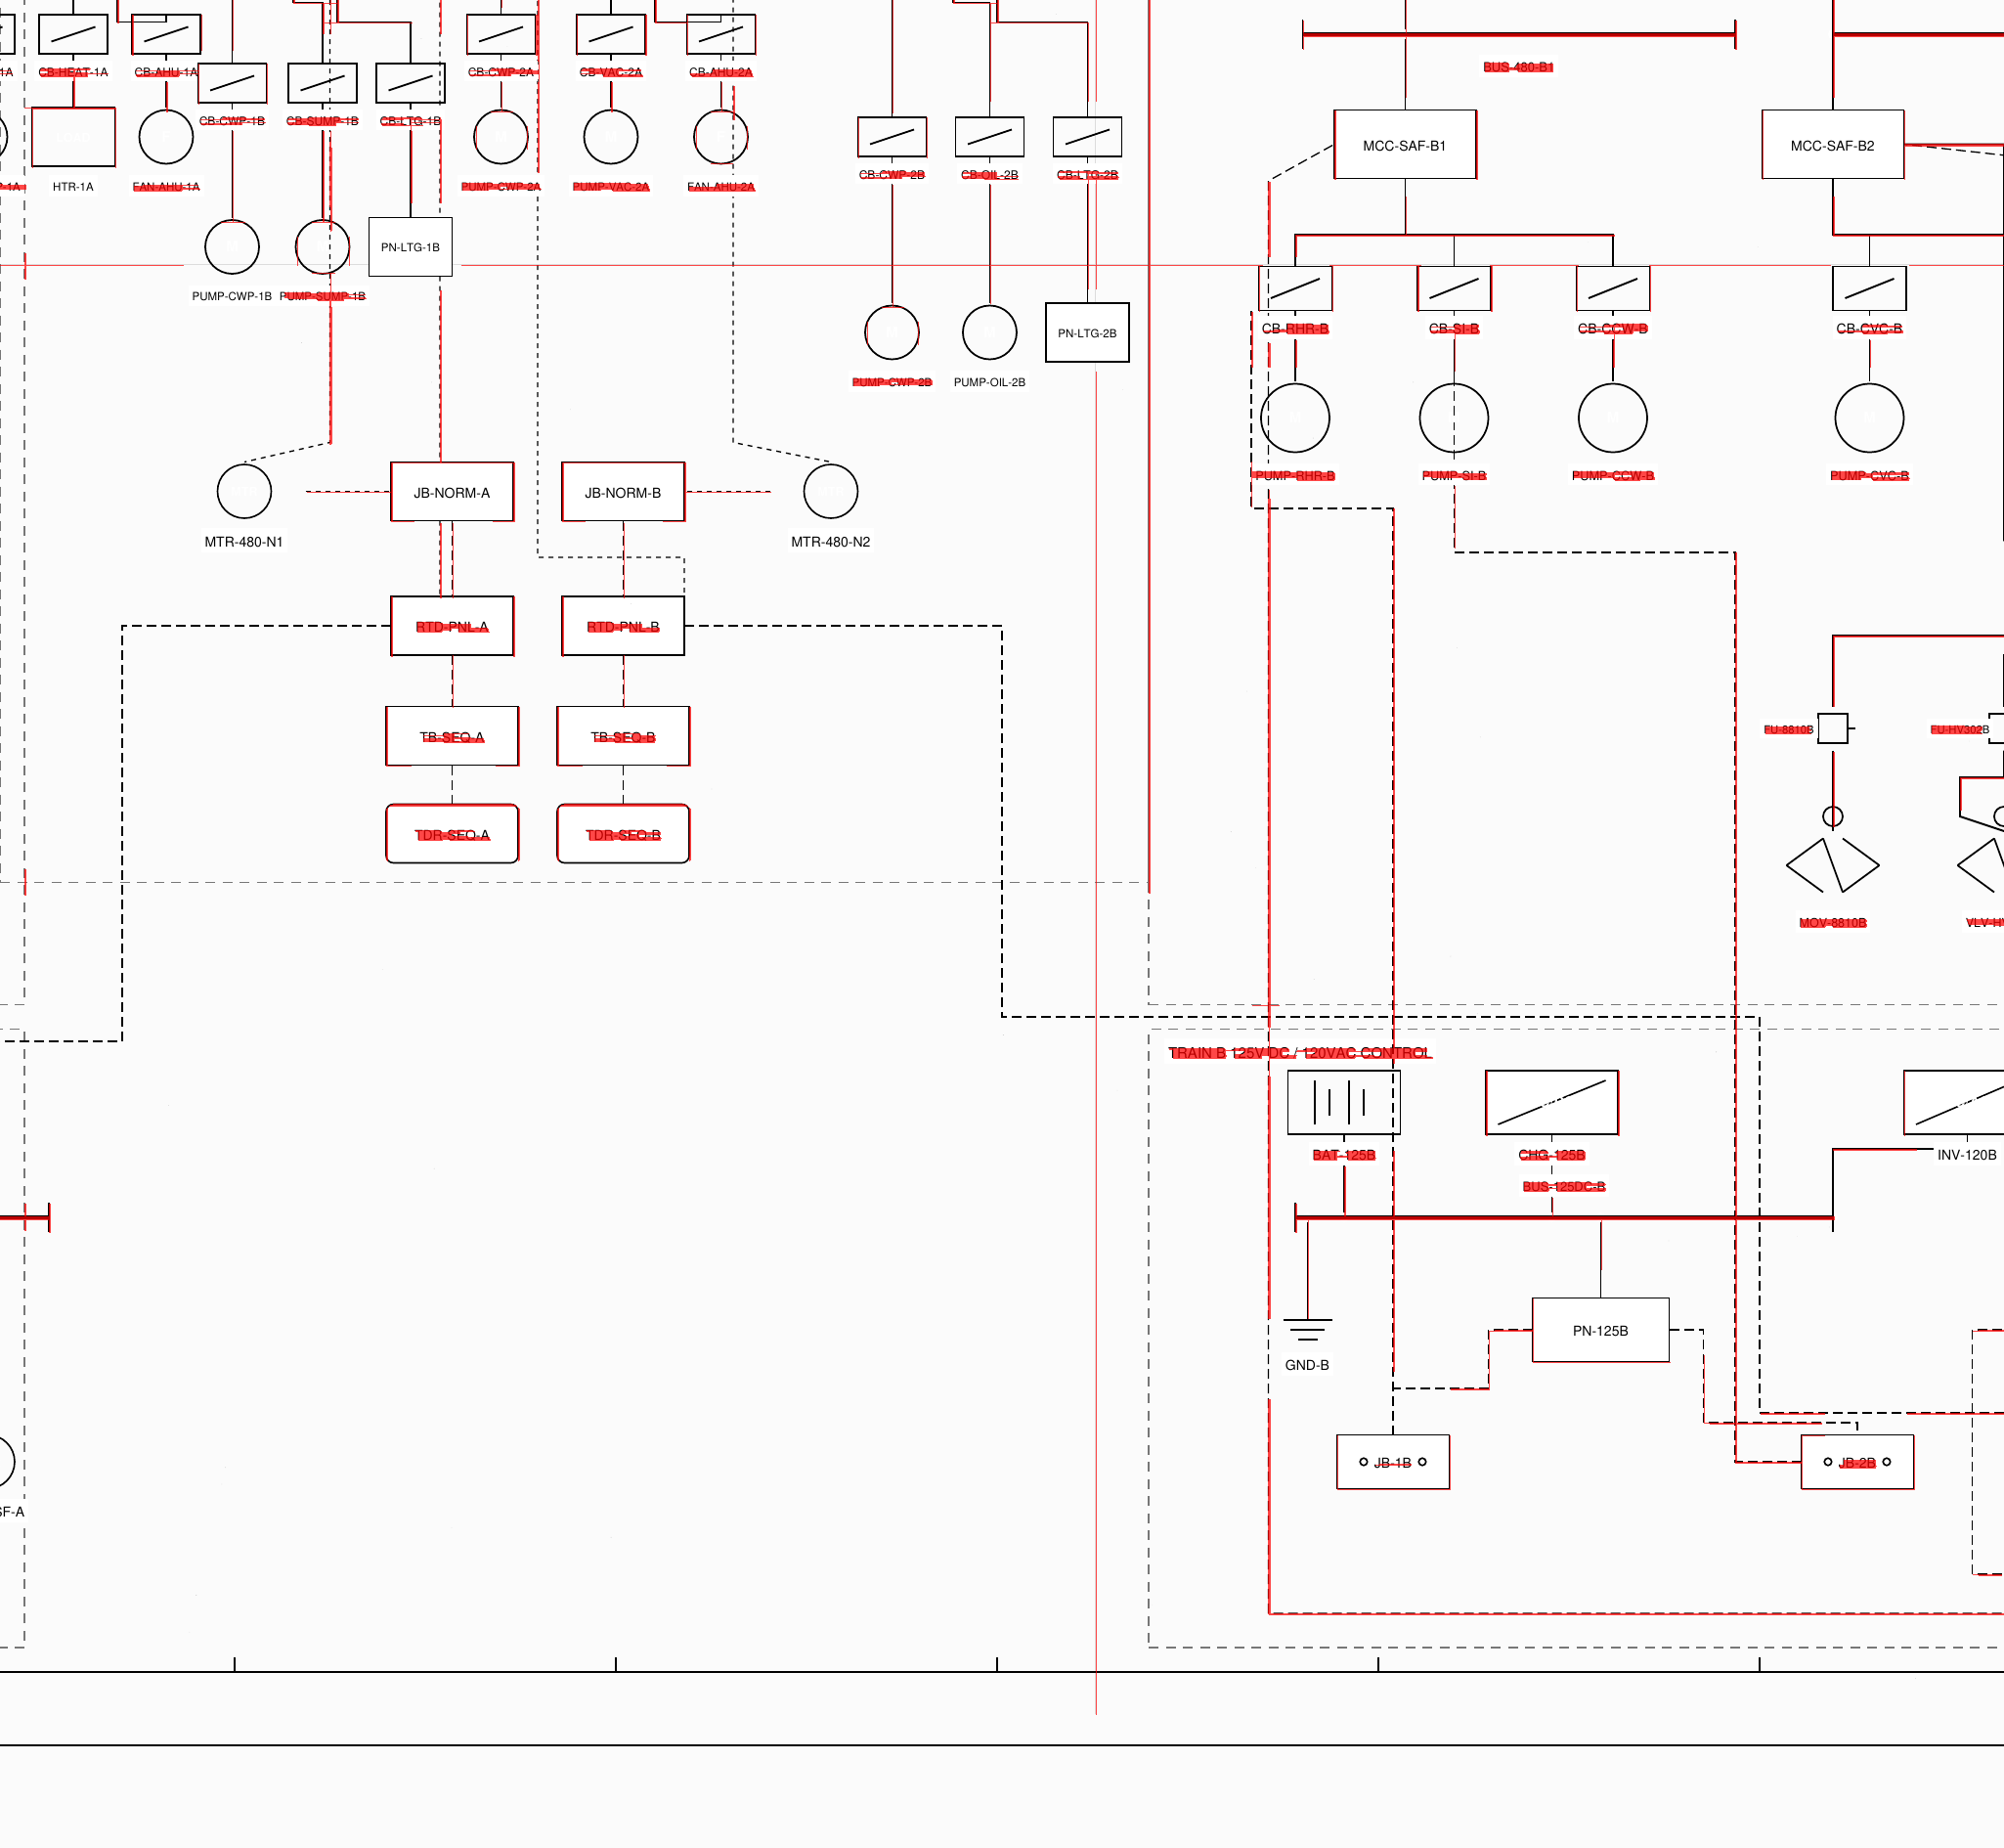 CB-HEAT-1A
CB-AHU-1A
CB-CWP-2A
CB-VAC-2A
CB-AHU-2A
BUS-480-B1
CB-CWP-1B
CB-SUMP-1B
CB-LTG-1B
MCC-SAF-B1
MCC-SAF-B2
CB-CWP-2B
CB-OIL-2B
CB-LTG-2B
HTR-1A
FAN-AHU-1A
PUMP-CWP-2A
PUMP-VAC-2A
FAN-AHU-2A
PN-LTG-1B
PUMP-CWP-1B
PUMP-SUMP-1B
PN-LTG-2B
CB-RHR-B
CB-SI-B
CB-CCW-B
CB-CVC-B
PUMP-CWP-2B
PUMP-OIL-2B
PUMP-RHR-B
PUMP-SI-B
PUMP-CCW-B
PUMP-CVC-B
JB-NORM-A
JB-NORM-B
MTR-480-N1
MTR-480-N2
RTD-PNL-A
RTD-PNL-B
TB-SEQ-A
TB-SEQ-B
FU-8810B
FU-HV302B
TDR-SEQ-A
TDR-SEQ-B
MOV-8810B
TRAIN B 125V DC / 120VAC CONTROL
BAT-125B
CHG-125B
INV-120B
BUS-125DC-B
PN-125B
GND-B
JB-1B
JB-2B
SF-A